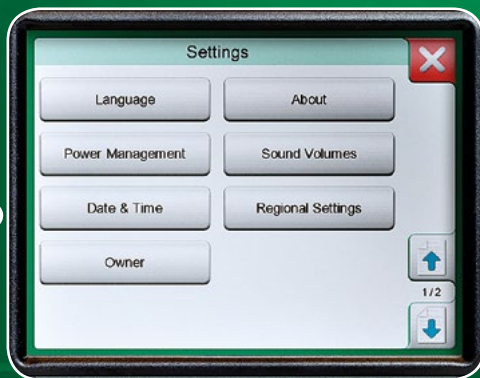 Settings
Language
About
Power Management
Sound Volumes
Date & Time
Regional Settings
Owner
1/2